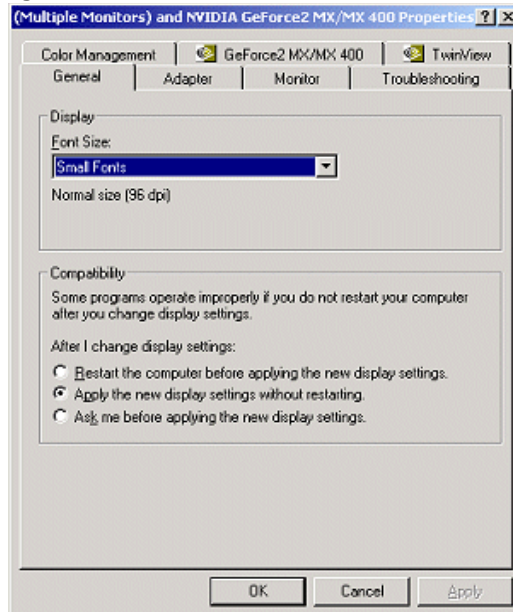 (Multiple Monitors) and NVIDIA GeForce2 MX/MX 400 Properties
Color Management
GeForce2 MX/MX 400
TwinView
General
Adapter
Monitor
Troubleshooting
Display
Font Size:
Small Fonts
Normal size (96 dpi)
Compatibility
Some programs operate improperly if you do not restart your computer
after you change display settings.
After I change display settings:
Restart the computer before applying the new display settings.
Apply the new display settings without restarting.
Ask me before applying the new display settings.
OK
Cancel
Apply